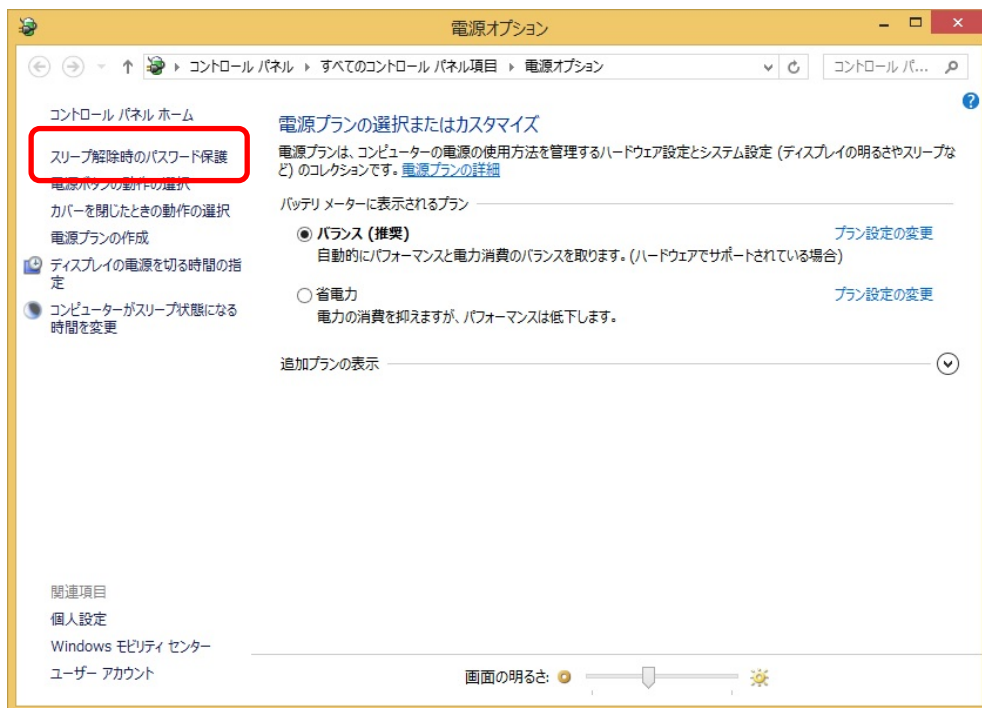 電源オプション
コントロール パネル ▸ すべてのコントロール パネル項目 ▸ 電源オプション
コントロール パ...
コントロール パネル ホーム
スリープ解除時のパスワード保護
電源ボタンの動作の選択
カバーを閉じたときの動作の選択
電源プランの作成
ディスプレイの電源を切る時間の指
定
コンピューターがスリープ状態になる
時間を変更
電源プランの選択またはカスタマイズ
電源プランは、コンピューターの電源の使用方法を管理するハードウェア設定とシステム設定 (ディスプレイの明るさやスリープな
ど) のコレクションです。電源プランの詳細
バッテリ メーターに表示されるプラン
バランス (推奨) プラン設定の変更
自動的にパフォーマンスと電力消費のバランスを取ります。(ハードウェアでサポートされている場合)
省電力 プラン設定の変更
電力の消費を抑えますが、パフォーマンスは低下します。
追加プランの表示
関連項目
個人設定
Windows モビリティ センター
ユーザー アカウント
画面の明るさ: